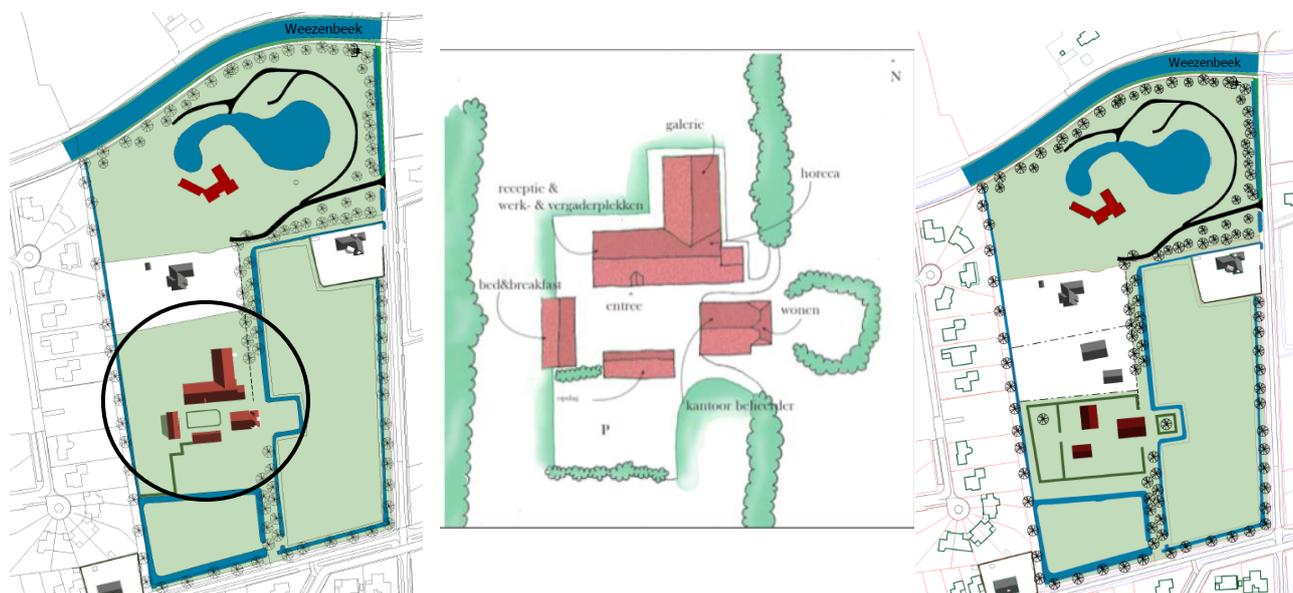 Weezenbeek
N
galerie
horeca
receptie &
werk- & vergaderplekken
bed&breakfast
entree
wonen
opslag
kantoor beheerder
P
Weezenbeek